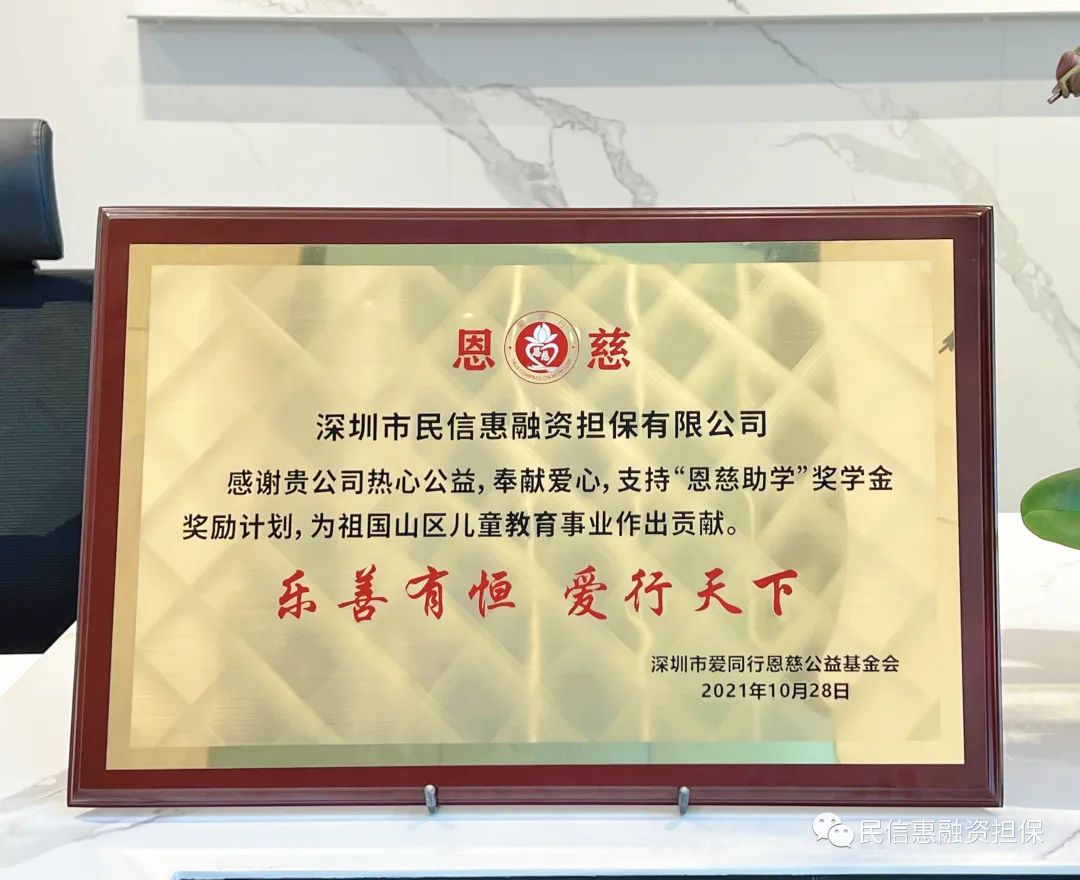 恩 慈
深圳市民信惠融资担保有限公司
感谢贵公司热心公益，奉献爱心，支持“恩慈助学”奖学金
奖励计划，为祖国山区儿童教育事业作出贡献。
乐善有恒 爱行天下
深圳市爱同行恩慈公益基金会
2021年10月28日
民信惠融资担保